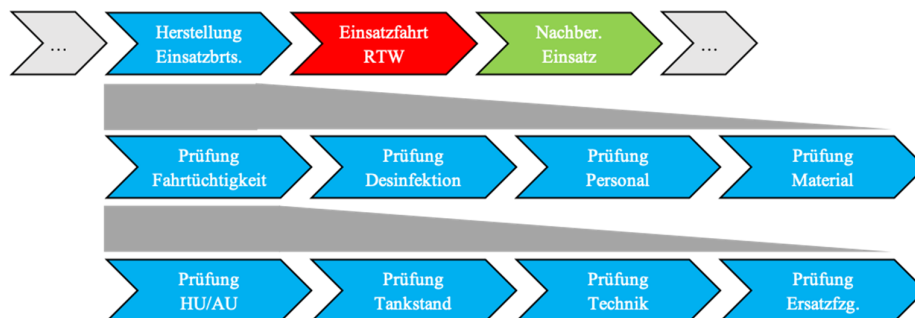 ...
Herstellung
Einsatzbrts.
Einsatzfahrt
RTW
Nachber.
Einsatz
...
Prüfung
Fahrtüchtigkeit
Prüfung
Desinfektion
Prüfung
Personal
Prüfung
Material
Prüfung
HU/AU
Prüfung
Tankstand
Prüfung
Technik
Prüfung
Ersatzfzg.